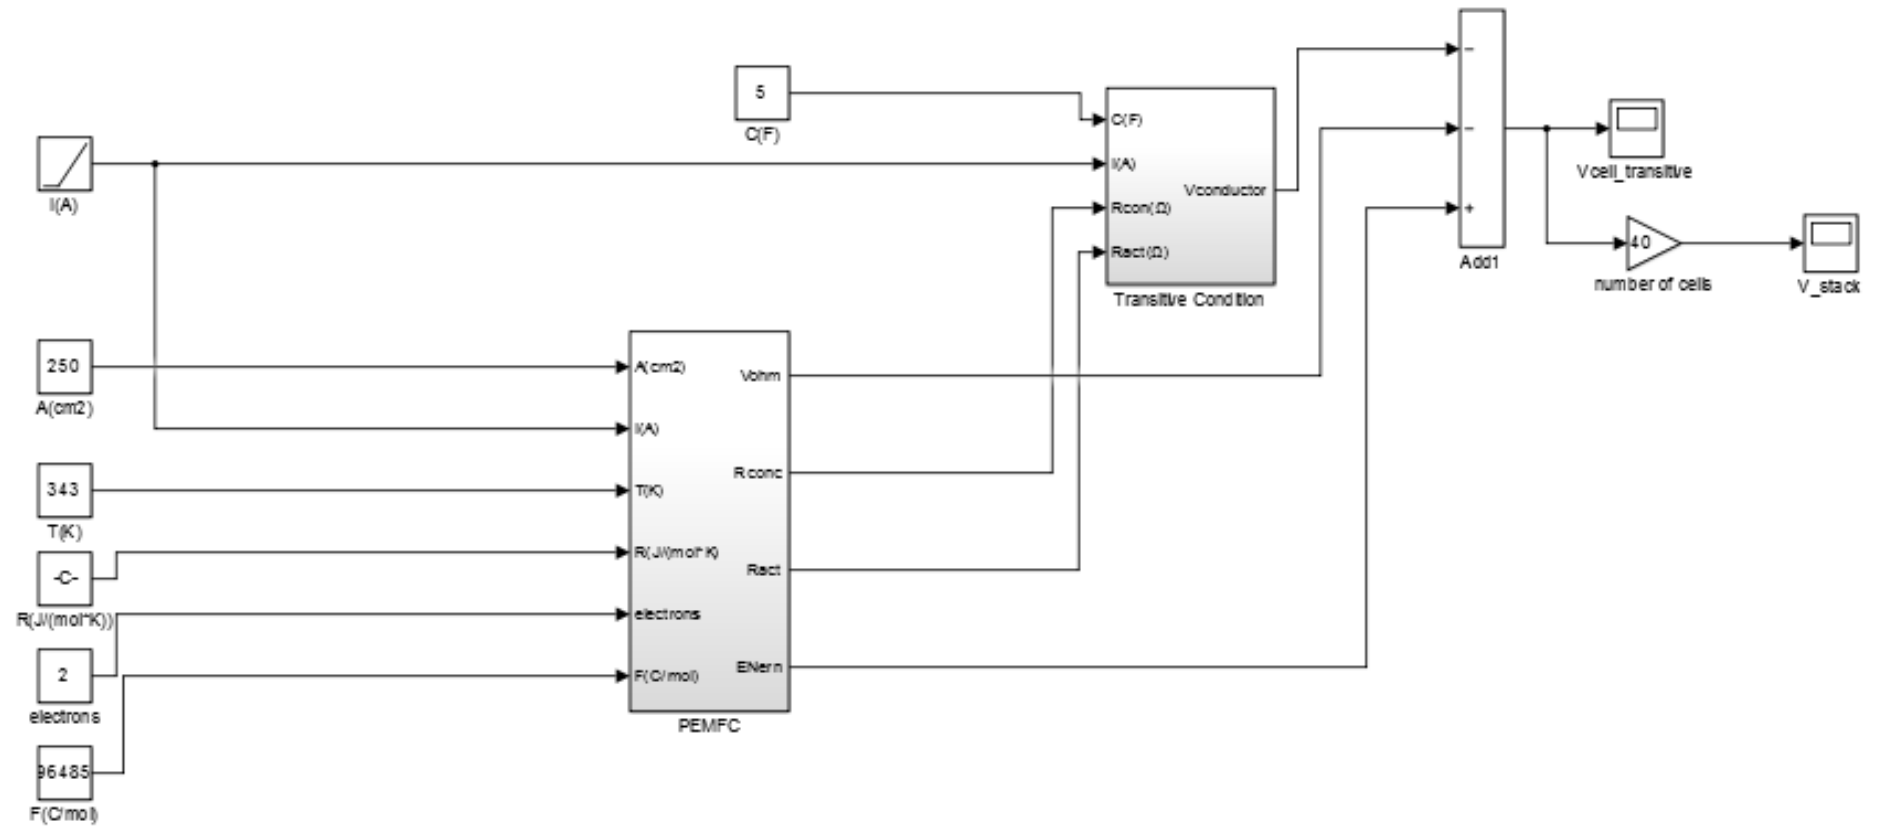 5
C(F)
I(A)
C(F)
I(A)
Rcon(Ω)
Ract(Ω)
Vconductor
Transitive Condition
-
-
+
Add1
Vcell_transitive
40
number of cells
V_stack
250
A(cm2)
343
T(K)
-C-
R(J/(mol*K))
2
electrons
96485
F(C/mol)
A(cm2)
I(A)
T(K)
R(J/(mol*K)
electrons
F(C/mol)
Vohm
Rconc
Ract
ENern
PEMFC